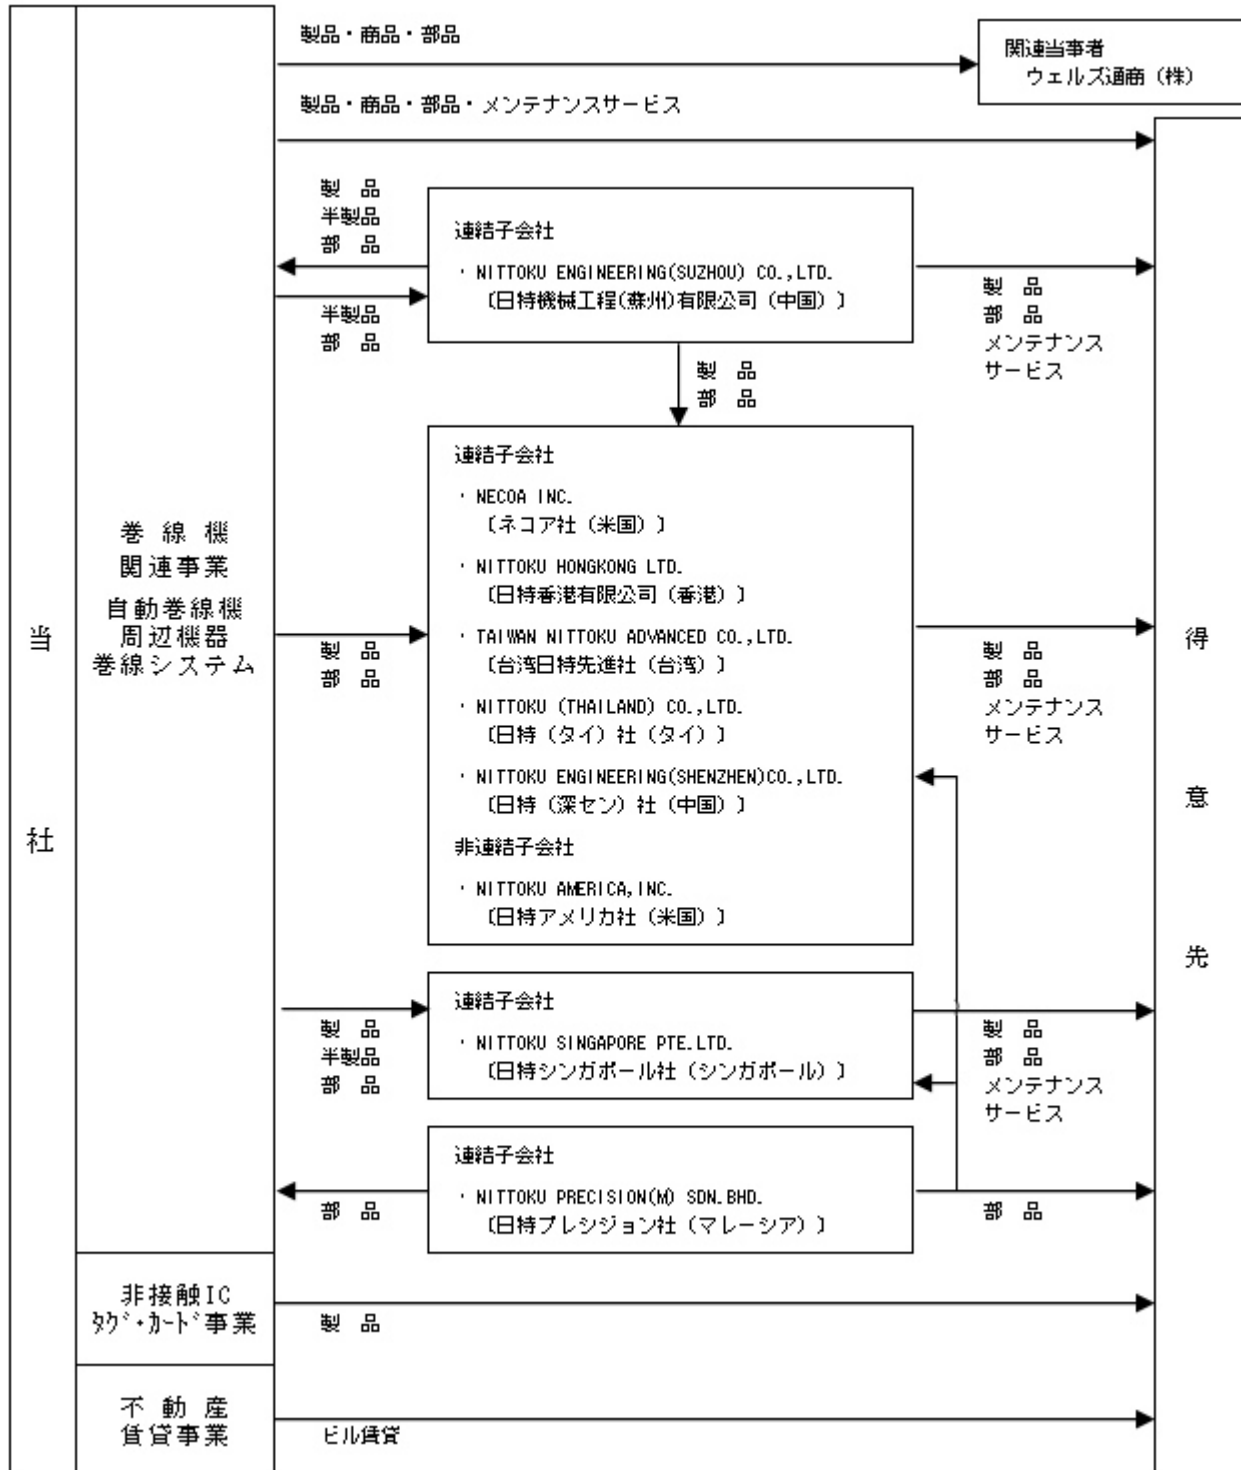 製品・商品・部品
関連当事者
ウェルズ通商（株）
製品・商品・部品・メンテナンスサービス
製　品
半製品
部　品
半製品
部　品
連結子会社
・NITTOKU ENGINEERING(SUZHOU) CO.,LTD.
〔日特機械工程(蘇州)有限公司（中国）〕
製　品
部　品
メンテナンス
サービス
製　品
部　品
当社
巻 線 機
関連事業
自動巻線機
周辺機器
巻線システム
製　品
部　品
連結子会社
・NECOA INC.
〔ネコア社（米国）〕
・NITTOKU HONGKONG LTD.
〔日特香港有限公司（香港）〕
・TAIWAN NITTOKU ADVANCED CO.,LTD.
〔台湾日特先進社（台湾）〕
・NITTOKU (THAILAND) CO.,LTD.
〔日特（タイ）社（タイ）〕
・NITTOKU ENGINEERING(SHENZHEN)CO.,LTD.
〔日特（深セン）社（中国）〕
非連結子会社
・NITTOKU AMERICA,INC.
〔日特アメリカ社（米国）〕
製　品
部　品
メンテナンス
サービス
得意先
製　品
半製品
部　品
連結子会社
・NITTOKU SINGAPORE PTE.LTD.
〔日特シンガポール社（シンガポール）〕
製　品
部　品
メンテナンス
サービス
部　品
連結子会社
・NITTOKU PRECISION(M) SDN.BHD.
〔日特プレシジョン社（マレーシア）〕
部　品
非接触IC
ﾀｸﾞ・ｶｰﾄﾞ事業
製　品
不 動 産
賃貸事業
ビル賃貸